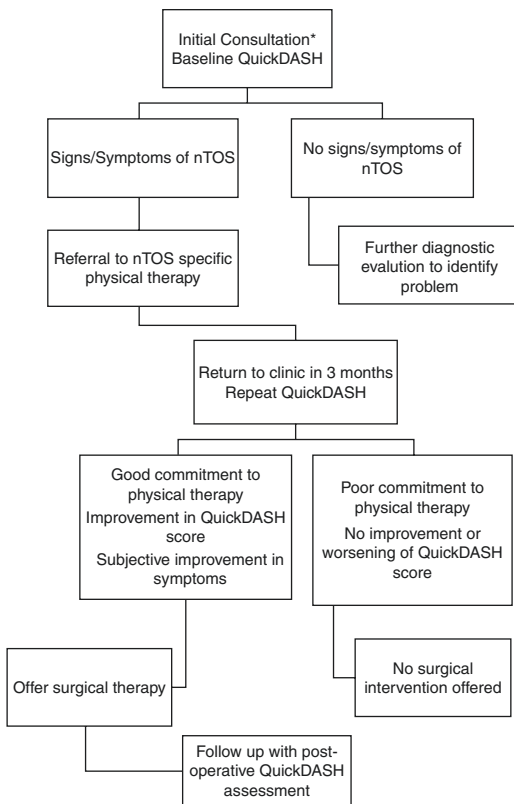 Initial Consultation*
Baseline QuickDASH
Signs/Symptoms of nTOS
No signs/symptoms of
nTOS
Referral to nTOS specific
physical therapy
Further diagnostic
evalution to identify
problem
Return to clinic in 3 months
Repeat QuickDASH
Good commitment to
physical therapy
Improvement in QuickDASH
score
Subjective improvement in
symptoms
Poor commitment to
physical therapy
No improvement or
worsening of QuickDASH
score
Offer surgical therapy
No surgical
intervention offered
Follow up with post-
operative QuickDASH
assessment